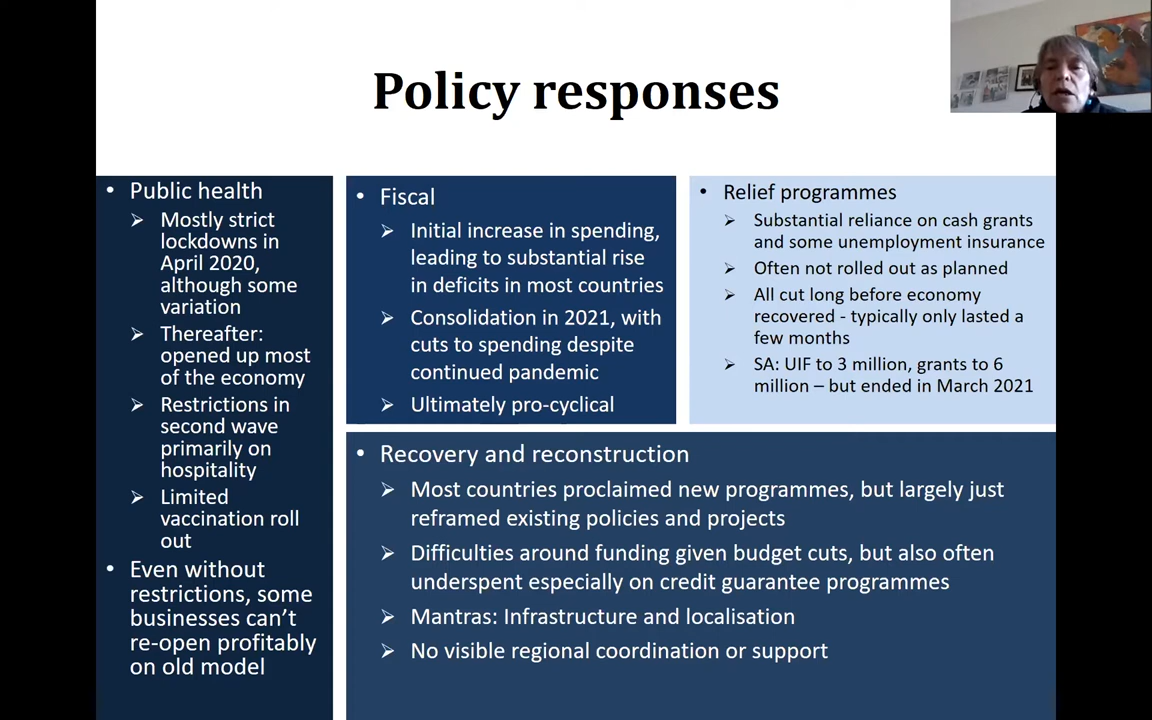 Policy responses
• Public health
➢ Mostly strict
lockdowns in
April 2020,
although some
variation
➢ Thereafter:
opened up most
of the economy
➢ Restrictions in
second wave
primarily on
hospitality
➢ Limited
vaccination roll
out
• Even without
restrictions, some
businesses can’t
re-open profitably
on old model
• Fiscal
➢ Initial increase in spending,
leading to substantial rise
in deficits in most countries
➢ Consolidation in 2021, with
cuts to spending despite
continued pandemic
➢ Ultimately pro-cyclical
• Relief programmes
➢ Substantial reliance on cash grants
and some unemployment insurance
➢ Often not rolled out as planned
➢ All cut long before economy
recovered - typically only lasted a
few months
➢ SA: UIF to 3 million, grants to 6
million – but ended in March 2021
• Recovery and reconstruction
➢ Most countries proclaimed new programmes, but largely just
reframed existing policies and projects
➢ Difficulties around funding given budget cuts, but also often
underspent especially on credit guarantee programmes
➢ Mantras: Infrastructure and localisation
➢ No visible regional coordination or support